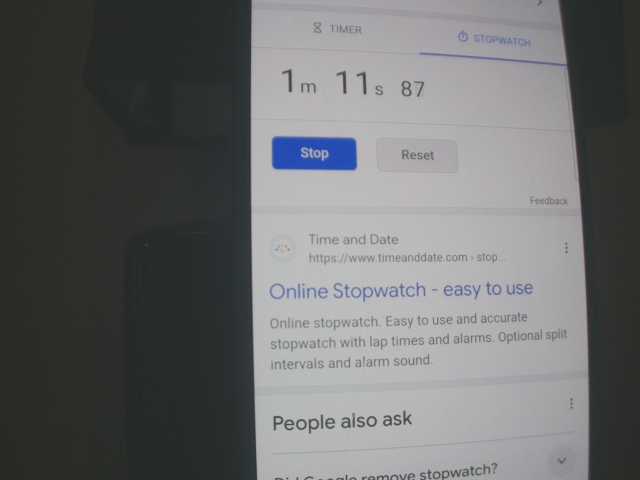 TIMER
STOPWATCH
1m 11s 87
Stop
Reset
Feedback
Time and Date
https://www.timeanddate.com › stop...
Online Stopwatch - easy to use
Online stopwatch. Easy to use and accurate
stopwatch with lap times and alarms. Optional split
intervals and alarm sound.
People also ask
Did Google remove stopwatch?